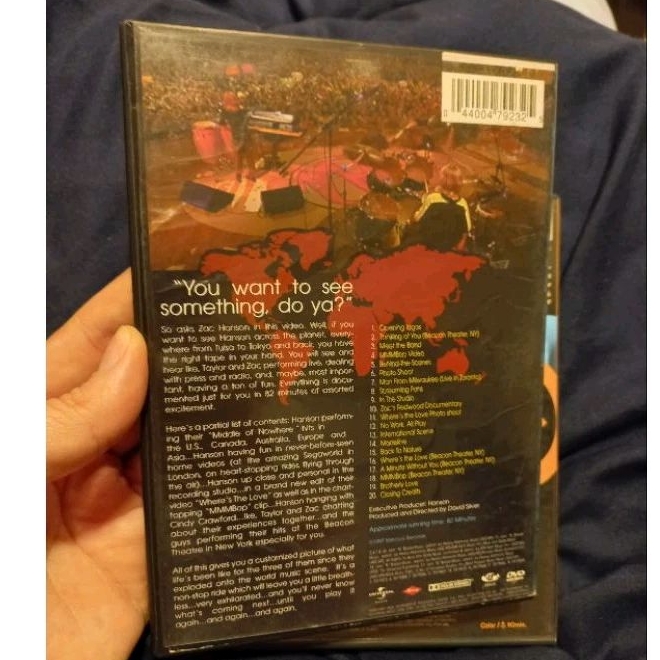 0 44004 79232
"You want to see
something, do ya?"
So asks Zac Hanson in this video. Well, if you
want to see Hanson across the planet, every-
where from Tulsa to Tokyo and back, you have
the right tape in your hand. You will see and
hear Ike, Taylor and Zac performing live, dealing
with press and radio, and, maybe, most impor-
tant, having a ton of fun. Everything is docu-
mented just for you in 82 minutes of assorted
excitement.
Here's a partial list of contents: Hanson perform-
ing their "Middle of Nowhere" hits in
the U.S., Canada, Australia, Europe and
Asia...Hanson having fun in never-before-seen
home videos (at the amazing Segaworld in
London, on heart-stopping rides flying through
the air)...Hanson up close and personal in the
recording studio...in a brand new edit of their
video "Where's The Love" as well as in the chart-
topping "MMMBop" clip...Hanson hanging with
Cindy Crawford...Ike, Taylor and Zac chatting
about their experiences together...and the
guys performing their hits at the Beacon
Theatre in New York especially for you.
All of this gives you a customized picture of what
life's been like for the three of them since they
exploded onto the world music scene. It's a
non-stop ride which will leave you a little breath-
less...very exhilarated...and you'll never know
what's coming next...until you play it
again...and again...and again.
1. Opening Logos
2. Thinking of You (Beacon Theater NY)
3. Meet the Band
4. MMMBop Video
5. Behind the Scenes
6. Photo Shoot
7. Man From Milwaukee (Live in Toronto)
8. Screaming Fans
9. In The Studio
10. Zac's Redwood Documentary
11. Where's the Love Photo shoot
12. No Work, All Play
13. International Scene
14. Madeline
15. Back To Nature
16. Where's the Love (Beacon Theater NY)
17. A Minute Without You (Beacon Theater NY)
18. MMMBop (Beacon Theater NY)
19. Brotherly Love
20. Closing Credits
Executive Producer: Hanson
Produced and Directed by David Silver
Approximate running time: 82 Minutes
UNIVERSAL
DVD
Color /